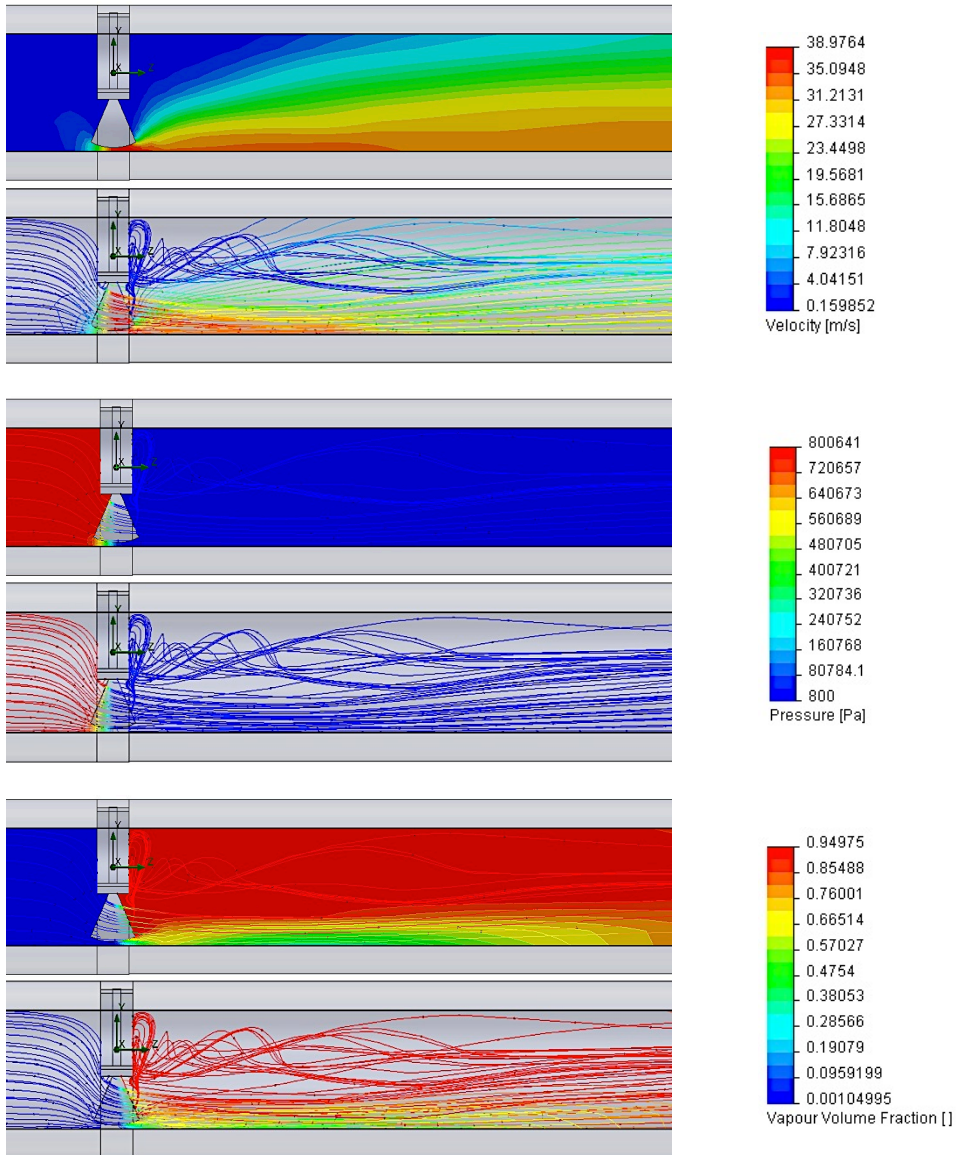 Y
X
Z
38.9764
35.0948
31.2131
27.3314
23.4498
19.5681
15.6865
11.8048
7.92316
4.04151
0.159852
Velocity [m/s]
Y
X
Z
Y
X
Z
800641
720657
640673
560689
480705
400721
320736
240752
160768
80784.1
800
Pressure [Pa]
Y
X
Z
Y
X
Z
0.94975
0.85488
0.76001
0.66514
0.57027
0.4754
0.38053
0.28566
0.19079
0.0959199
0.00104995
Vapour Volume Fraction [ ]
Y
X
Z